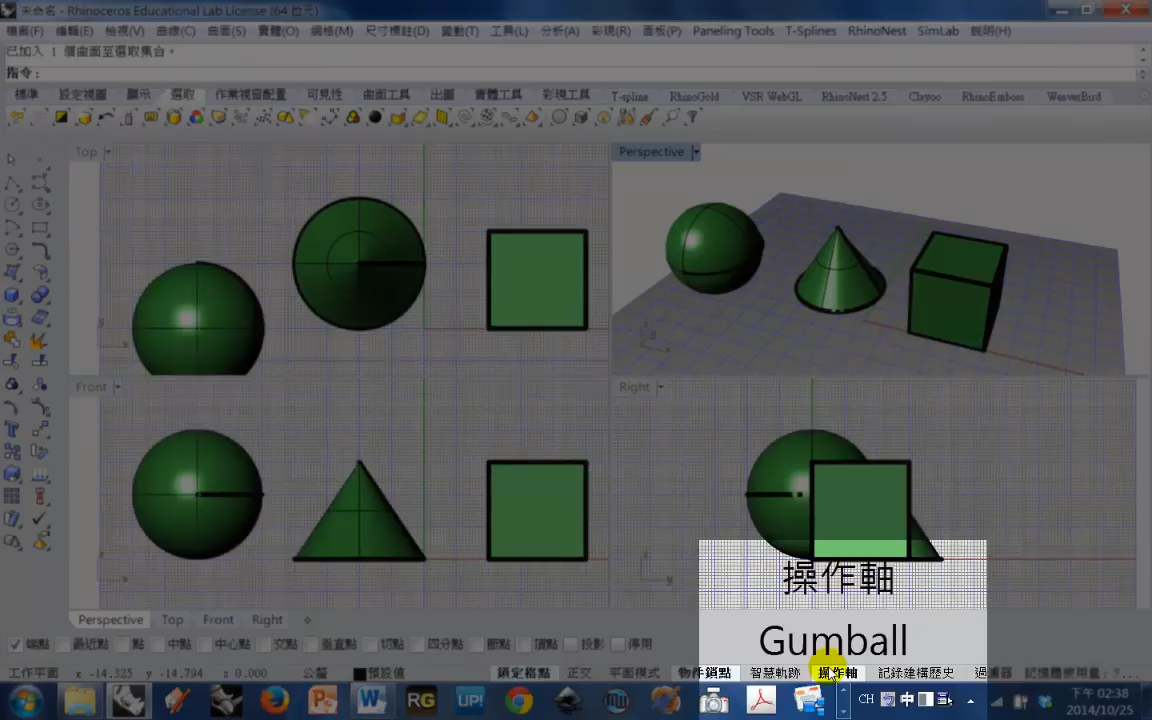 未命名 - Rhinoceros Educational Lab License (64 位元)
檔案(F) 編輯(E) 檢視(V) 曲線(C) 曲面(S) 實體(O) 網格(M) 尺寸標註(D) 變動(T) 工具(L) 分析(A) 彩現(R) 面板(P) Paneling Tools T-Splines RhinoNest SimLab 說明(H)
已加入 1 個曲面至選取集合。
指令:
標準 設定視圖 顯示 選取 作業視窗配置 可見性 曲面工具 出圖 實體工具 彩現工具 T-spline RhinoGold VSR WebGL RhinoNest 2.5 Clayoo RhinoEmboss WeaverBird
Top
Perspective
Front
Right
操作軸
Gumball
Perspective Top Front Right
端點 最近點 點 中點 中心點 交點 垂直點 切點 四分點 節點 頂點 投影 停用
工作平面 x -14.325 y -14.794 z 0.000 公釐 預設值 鎖定格點 正交 平面模式 物件鎖點 智慧軌跡 操作軸 記錄建構歷史 過濾器 記憶體使用量: 7...
RG UP! CH 中
下午 02:38
2014/10/25